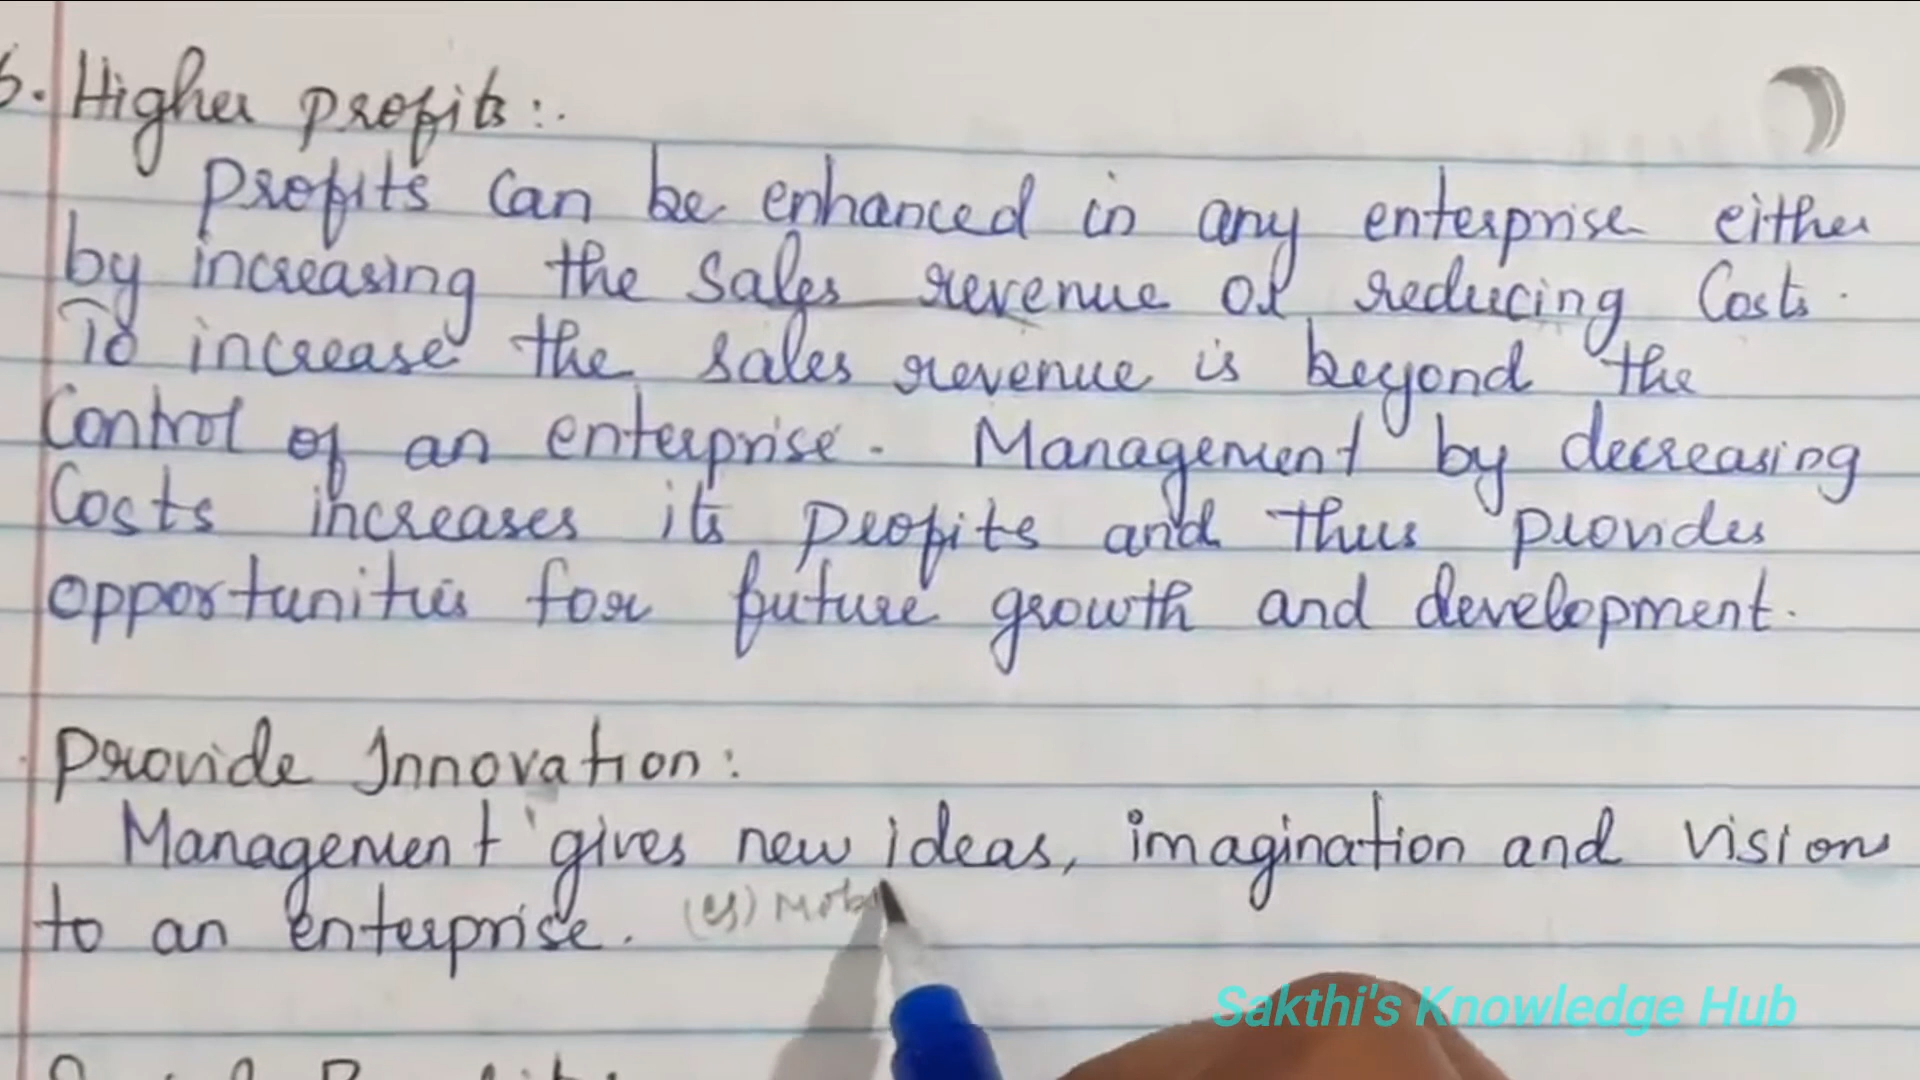 6. Higher profits:.
Profits can be enhanced in any enterprise either
by increasing the sales revenue or reducing Costs.
To increase the sales revenue is beyond the
Control of an enterprise. Management by decreasing
Costs increases its profits and thus provides
opportunities for future growth and development.
Provide Innovation:
Management gives new ideas, imagination and visions
to an enterprise. (eg)
Sakthi's Knowledge Hub